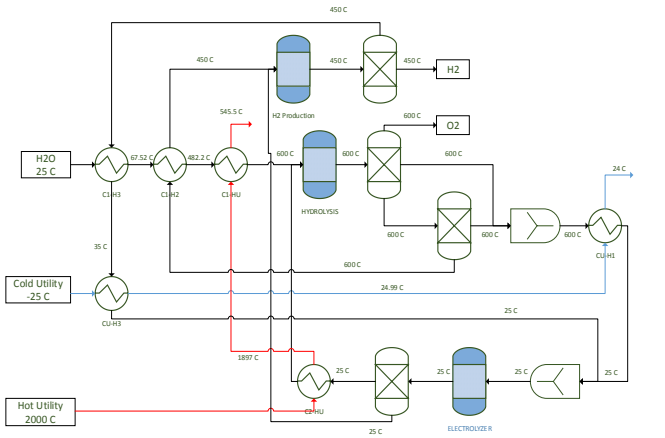 450 C
450 C
450 C
450 C
H2
H2 Production
545.5 C
600 C
O2
H2O
25 C
67.52 C
482.2 C
600 C
600 C
600 C
24 C
C1-H3
C1-H2
C1-HU
HYDROLYSIS
600 C
600 C
600 C
CU-H1
35 C
600 C
Cold Utility
-25 C
24.99 C
CU-H3
25 C
1897 C
25 C
25 C
25 C
25 C
Hot Utility
2000 C
C2-HU
25 C
ELECTROLYZER